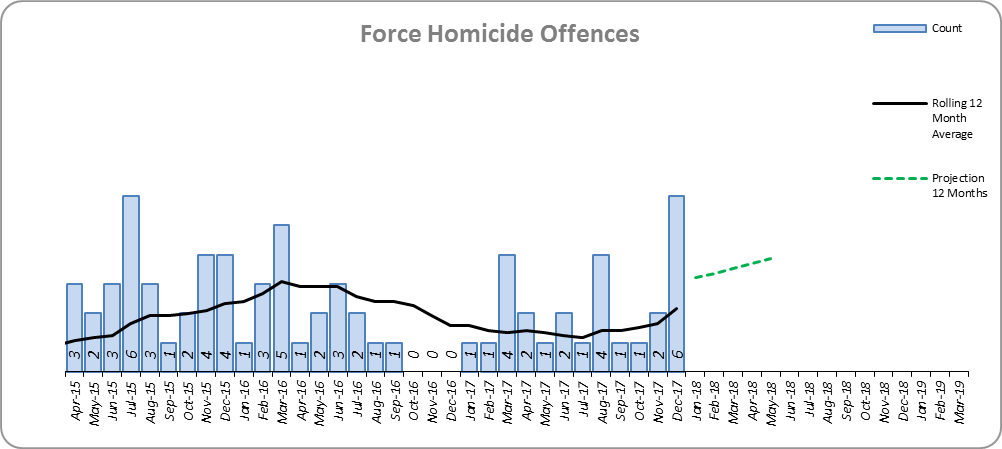 Force Homicide Offences
Count
Rolling 12
Month
Average
Projection
12 Months
3
2
3
6
3
1
2
4
4
1
3
5
1
2
3
2
1
1
0
0
0
1
1
4
2
1
2
1
4
1
1
2
6
Apr-15
May-15
Jun-15
Jul-15
Aug-15
Sep-15
Oct-15
Nov-15
Dec-15
Jan-16
Feb-16
Mar-16
Apr-16
May-16
Jun-16
Jul-16
Aug-16
Sep-16
Oct-16
Nov-16
Dec-16
Jan-17
Feb-17
Mar-17
Apr-17
May-17
Jun-17
Jul-17
Aug-17
Sep-17
Oct-17
Nov-17
Dec-17
Jan-18
Feb-18
Mar-18
Apr-18
May-18
Jun-18
Jul-18
Aug-18
Sep-18
Oct-18
Nov-18
Dec-18
Jan-19
Feb-19
Mar-19